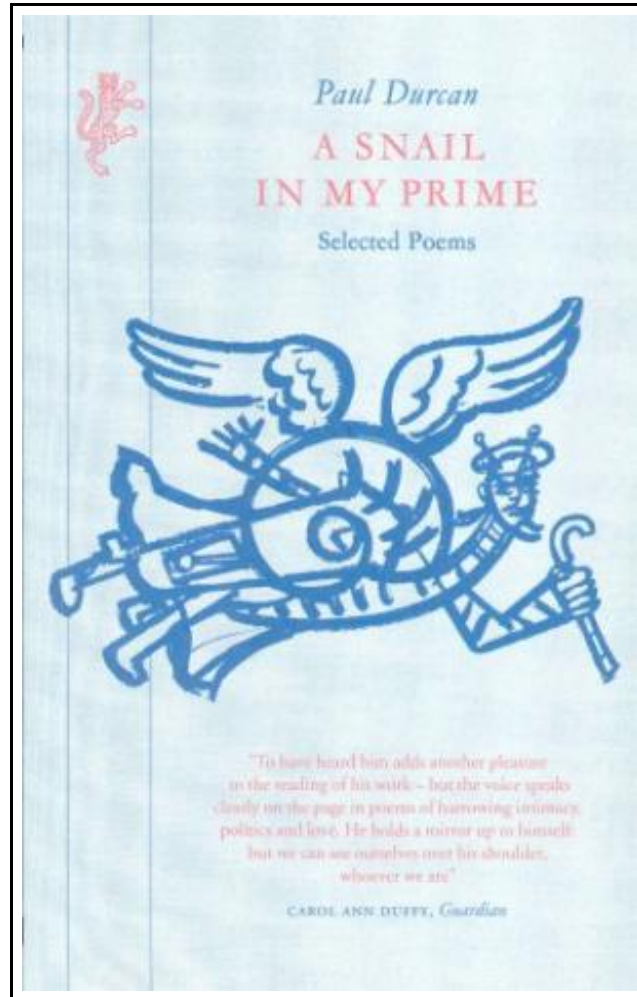 Paul Durcan
A SNAIL
IN MY PRIME
Selected Poems
"To have heard him adds another pleasure
to the reading of his work – but the voice speaks
clearly on the page in poems of harrowing intimacy,
politics and love. He holds a mirror up to himself:
but we can see ourselves over his shoulder,
whoever we are"
CAROL ANN DUFFY, Guardian